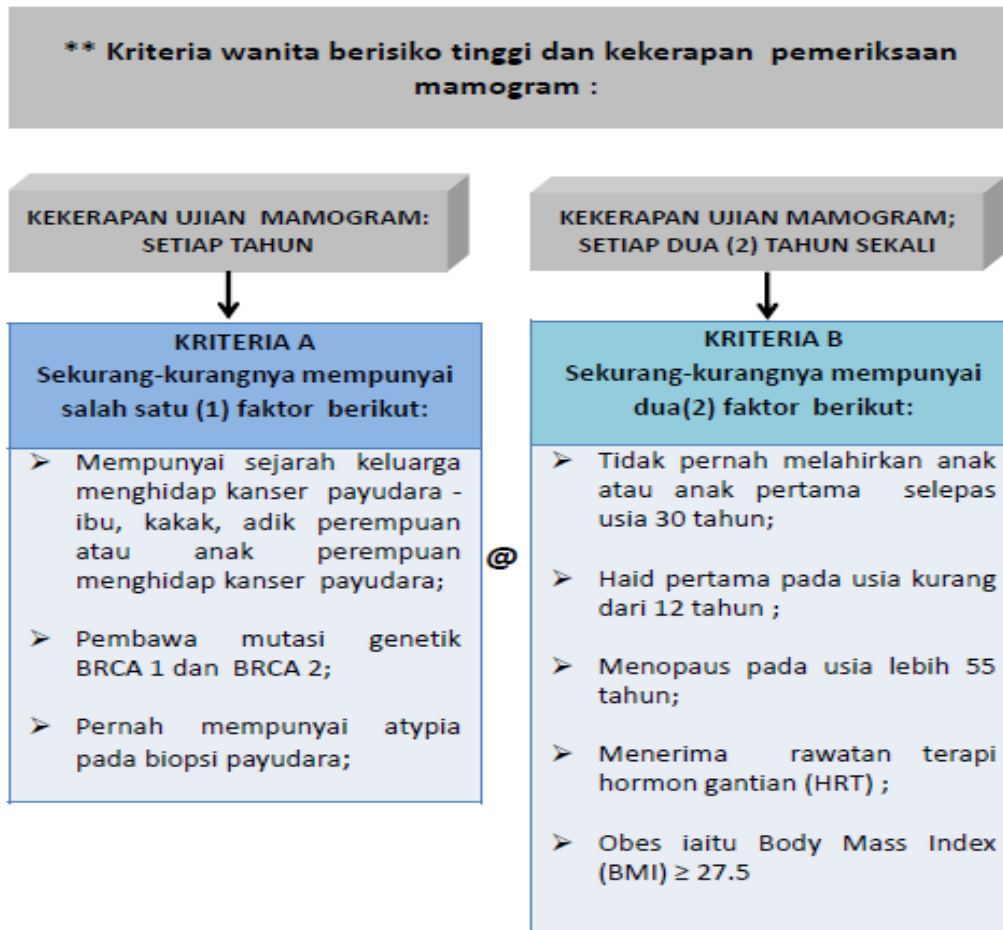 ** Kriteria wanita berisiko tinggi dan kekerapan pemeriksaan
mamogram :
KEKERAPAN UJIAN MAMOGRAM:
SETIAP TAHUN
KRITERIA A
Sekurang-kurangnya mempunyai
salah satu (1) faktor berikut:
➢ Mempunyai sejarah keluarga
menghidap kanser payudara -
ibu, kakak, adik perempuan
atau anak perempuan
menghidap kanser payudara;
➢ Pembawa mutasi genetik
BRCA 1 dan BRCA 2;
➢ Pernah mempunyai atypia
pada biopsi payudara;
@
KEKERAPAN UJIAN MAMOGRAM;
SETIAP DUA (2) TAHUN SEKALI
KRITERIA B
Sekurang-kurangnya mempunyai
dua(2) faktor berikut:
➢ Tidak pernah melahirkan anak
atau anak pertama selepas
usia 30 tahun;
➢ Haid pertama pada usia kurang
dari 12 tahun ;
➢ Menopaus pada usia lebih 55
tahun;
➢ Menerima rawatan terapi
hormon gantian (HRT) ;
➢ Obes iaitu Body Mass Index
(BMI) ≥ 27.5